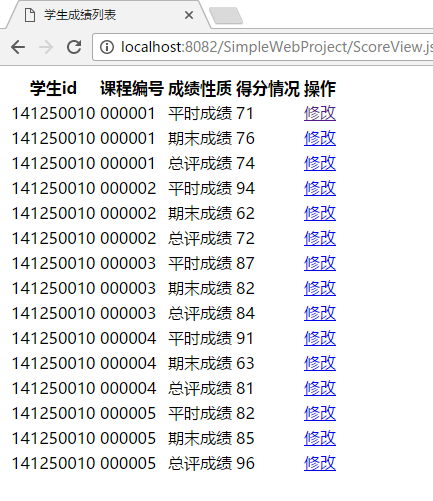 学生成绩列表
localhost:8082/SimpleWebProject/ScoreView.js
学生id 课程编号 成绩性质 得分情况 操作
141250010 000001 平时成绩 71 修改
141250010 000001 期末成绩 76 修改
141250010 000001 总评成绩 74 修改
141250010 000002 平时成绩 94 修改
141250010 000002 期末成绩 62 修改
141250010 000002 总评成绩 72 修改
141250010 000003 平时成绩 87 修改
141250010 000003 期末成绩 82 修改
141250010 000003 总评成绩 84 修改
141250010 000004 平时成绩 91 修改
141250010 000004 期末成绩 63 修改
141250010 000004 总评成绩 81 修改
141250010 000005 平时成绩 82 修改
141250010 000005 期末成绩 85 修改
141250010 000005 总评成绩 96 修改